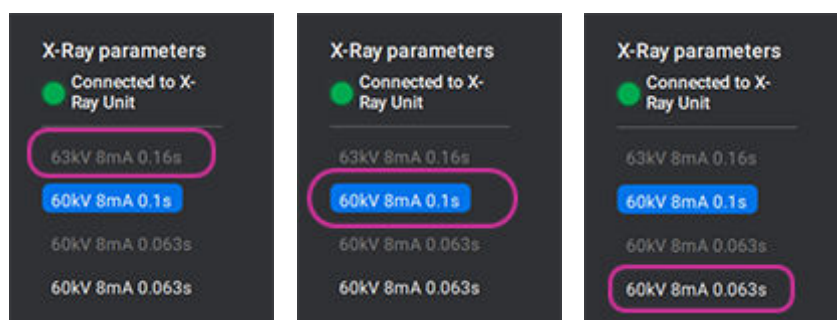 X-Ray parameters
Connected to X-
Ray Unit
63kV 8mA 0.16s
60kV 8mA 0.1s
60kV 8mA 0.063s
60kV 8mA 0.063s
X-Ray parameters
Connected to X-
Ray Unit
63kV 8mA 0.16s
60kV 8mA 0.1s
60kV 8mA 0.063s
60kV 8mA 0.063s
X-Ray parameters
Connected to X-
Ray Unit
63kV 8mA 0.16s
60kV 8mA 0.1s
60kV 8mA 0.063s
60kV 8mA 0.063s